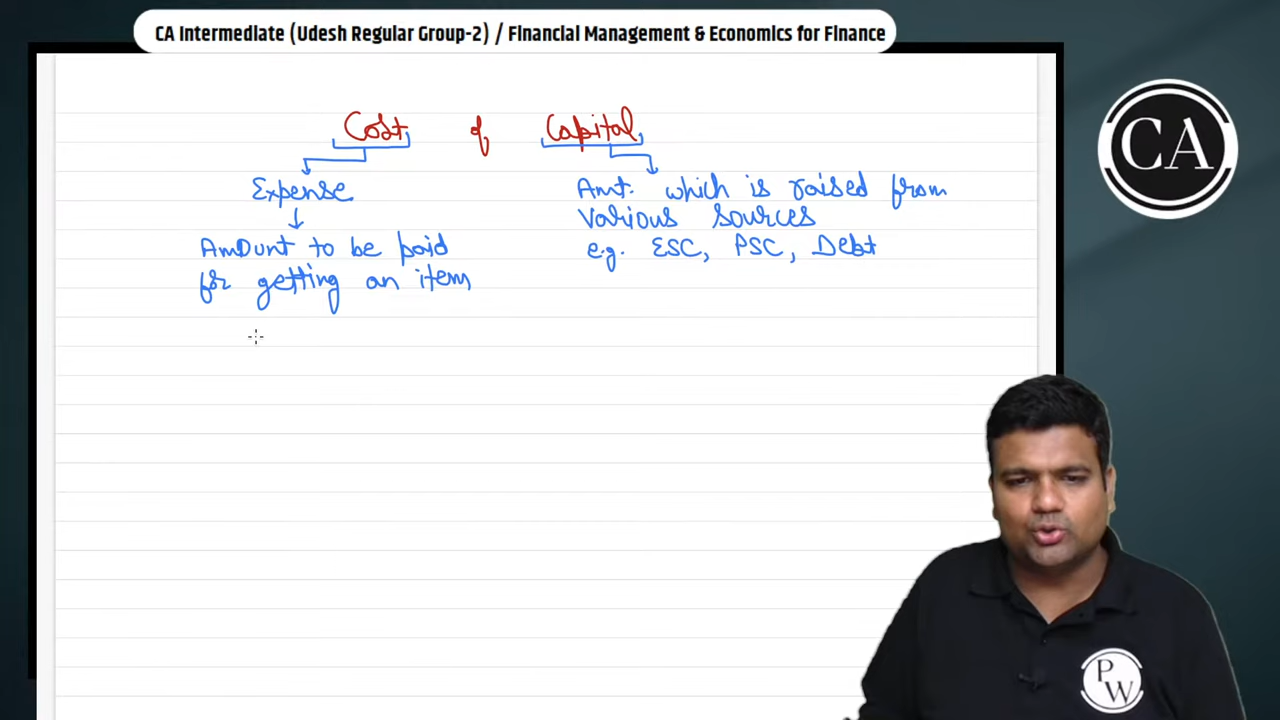 CA Intermediate (Udesh Regular Group-2) / Financial Management & Economics for Finance
CA
Cost of Capital
Expense
Amount to be paid
for getting an item
Amt. which is raised from
various sources
e.g. ESC, PSC, Debt
P
W